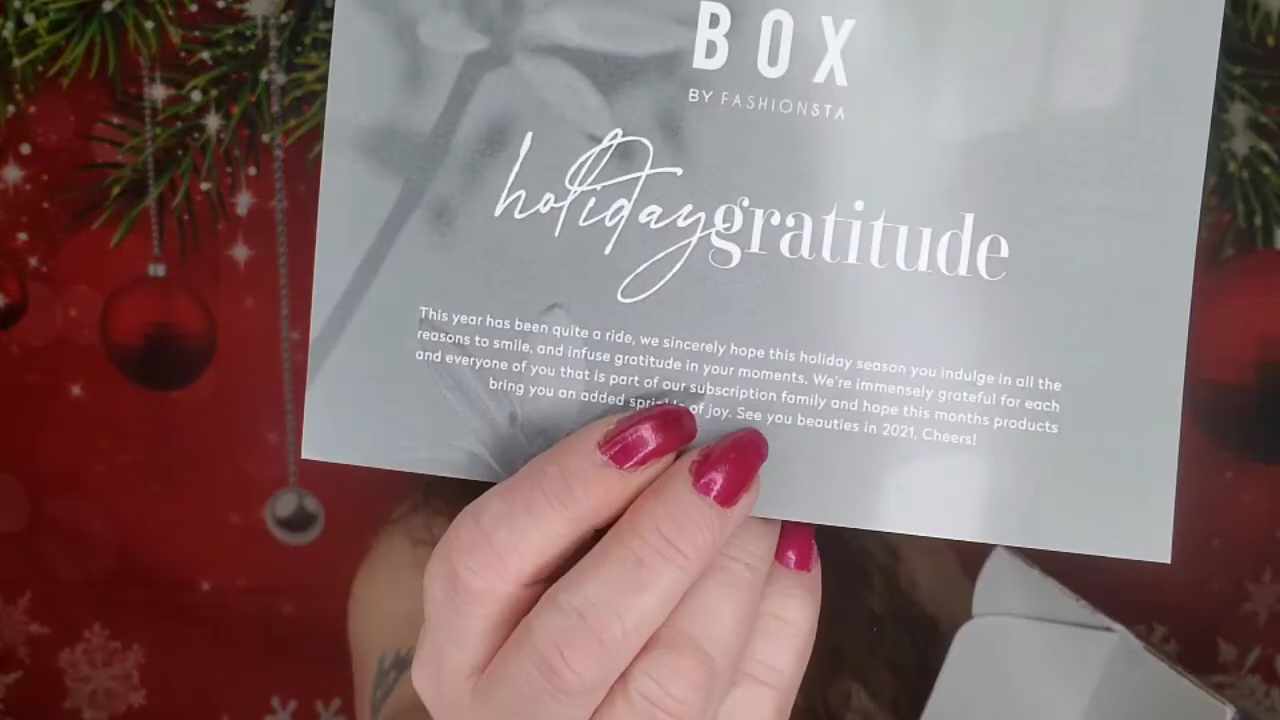 BOX
BY FASHIONSTA
holidaygratitude
This year has been quite a ride, we sincerely hope this holiday season you indulge in all the
reasons to smile, and infuse gratitude in your moments. We're immensely grateful for each
and everyone of you that is part of our subscription family and hope this months products
bring you an added of joy. See you beauties in 2021, Cheers!